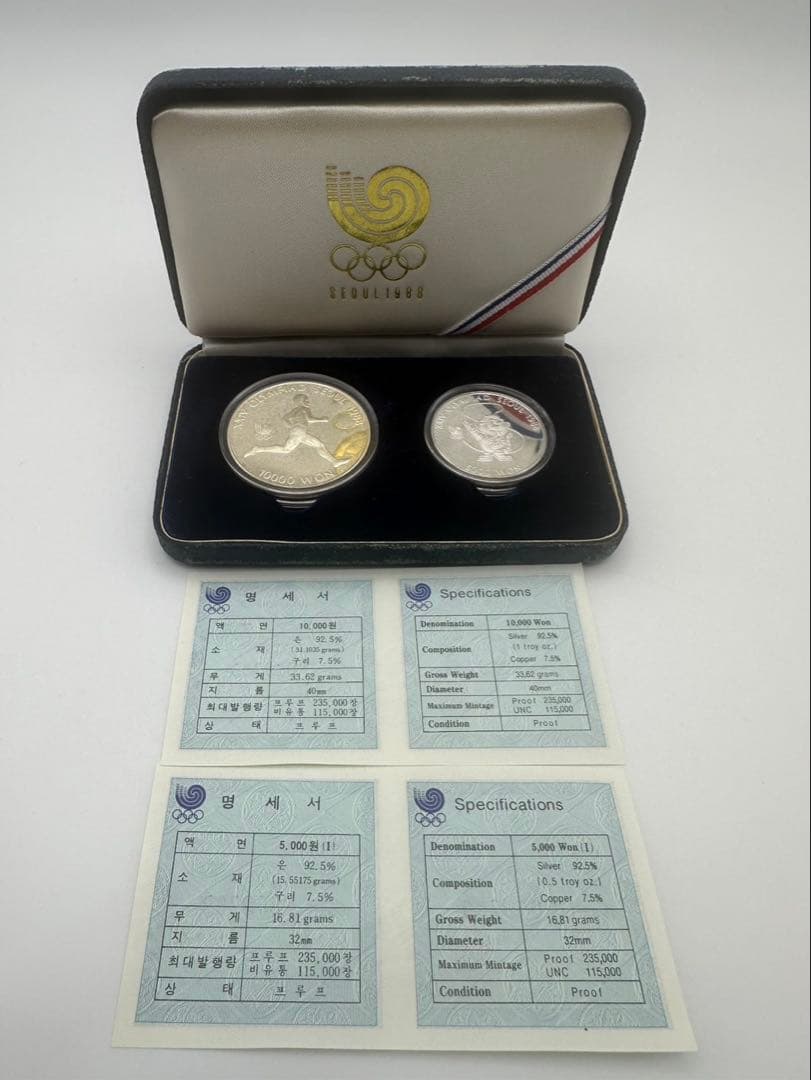 SEOUL 1988
XXIV OLYMPIAD SEOUL 1988
10000 WON
XXIV OLYMPIAD SEOUL 1988
5000 WON
명 세 서
액 면 10,000원
소 재 은 92.5%
(31.1035 grams)
구리 7.5%
무 게 33.62 grams
지 름 40mm
최대발행량 프루프 235,000장
비유통 115,000장
상 태 프 루 프
Specifications
Denomination 10,000 Won
Composition Silver 92.5%
(1 troy oz.)
Copper 7.5%
Gross Weight 33.62 grams
Diameter 40mm
Maximum Mintage Proof 235,000
UNC 115,000
Condition Proof
명 세 서
액 면 5,000원(I)
소 재 은 92.5%
(15.55175 grams)
구리 7.5%
무 게 16.81 grams
지 름 32mm
최대발행량 프루프 235,000장
비유통 115,000장
상 태 프 루 프
Specifications
Denomination 5,000 Won(I)
Composition Silver 92.5%
(0.5 troy oz.)
Copper 7.5%
Gross Weight 16.81 grams
Diameter 32mm
Maximum Mintage Proof 235,000
UNC 115,000
Condition Proof